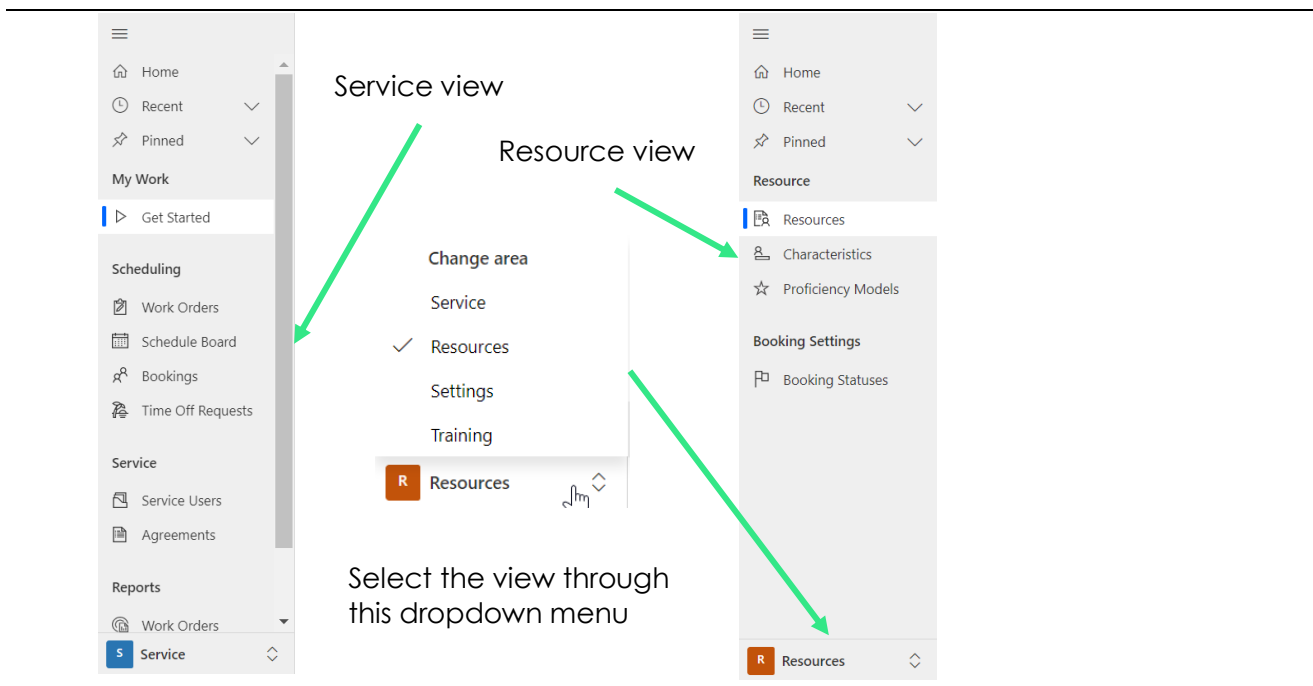 Home
Recent
Pinned
My Work
Get Started
Scheduling
Work Orders
Schedule Board
Bookings
Time Off Requests
Service
Service Users
Agreements
Reports
Work Orders
S Service
Service view
Resource view
Change area
Service
Resources
Settings
Training
R Resources
Select the view through
this dropdown menu
Home
Recent
Pinned
Resource
Resources
Characteristics
Proficiency Models
Booking Settings
Booking Statuses
R Resources